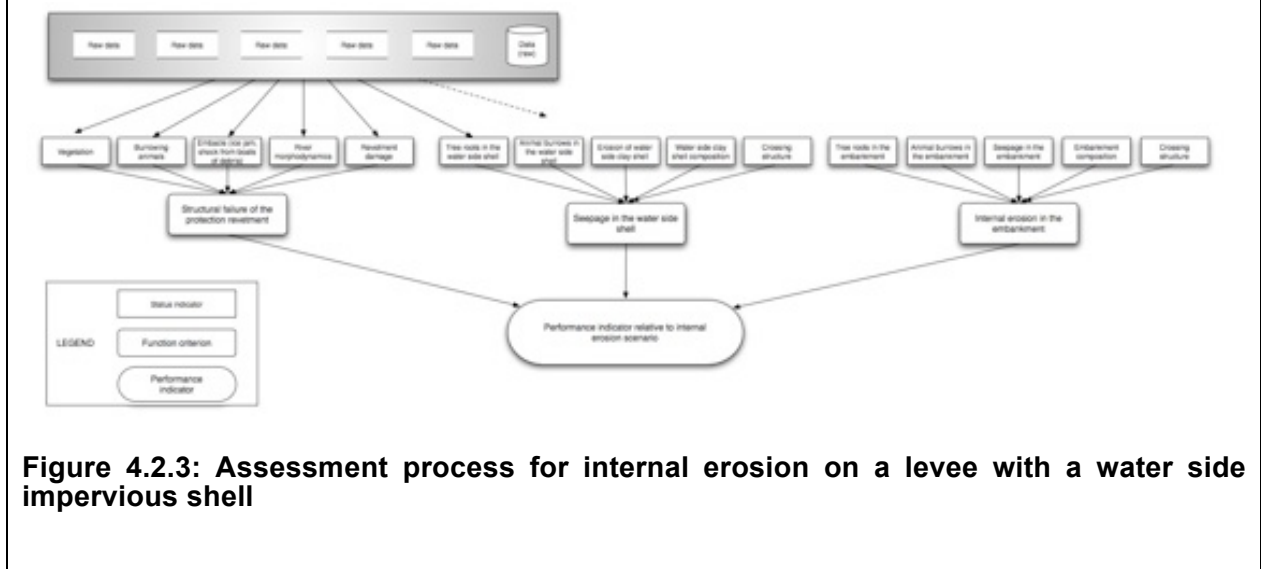 Raw data
Raw data
Raw data
Raw data
Raw data
Data
(raw)
Vegetation
Burrowing
animals
Embacle (ice jam,
shock from boats
of debris)
River
morphodynamics
Revetment
damage
Tree roots in the
water side shell
Animal burrows in
the water side
shell
Erosion of water
side clay shell
Water side clay
shell composition
Crossing
structure
Tree roots in the
embankment
Animal burrows in
the embankment
Seepage in the
embankment
Embankment
composition
Crossing
structure
Structural failure of the
protection revetment
Seepage in the water side
shell
Internal erosion in the
embankment
LEGEND
Status indicator
Function criterion
Performance
indicator
Performance indicator relative to internal
erosion scenario
Figure 4.2.3: Assessment process for internal erosion on a levee with a water side
impervious shell